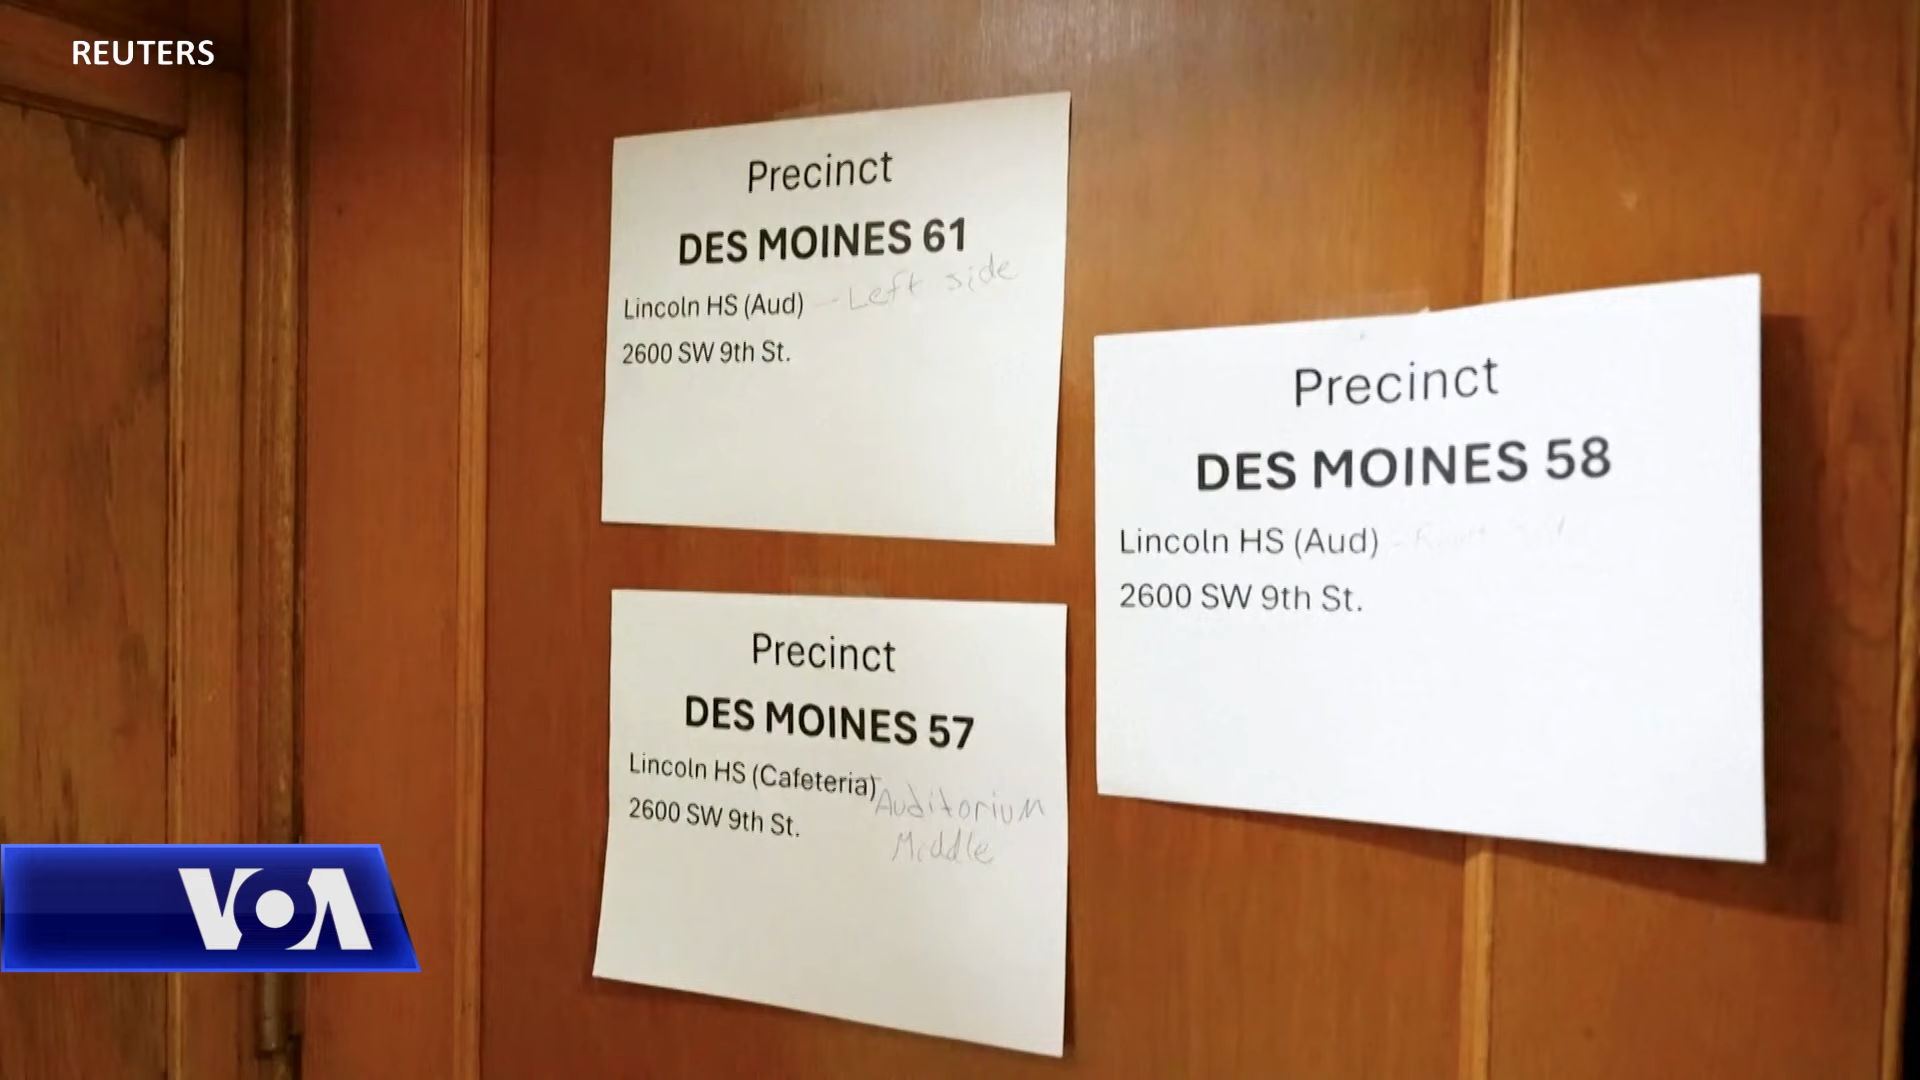 REUTERS
Precinct
DES MOINES 61
Lincoln HS (Aud) - Left side
2600 SW 9th St.
Precinct
DES MOINES 58
Lincoln HS (Aud)
2600 SW 9th St.
Precinct
DES MOINES 57
Lincoln HS (Cafeteria) Auditorium
Middle
2600 SW 9th St.
VOA